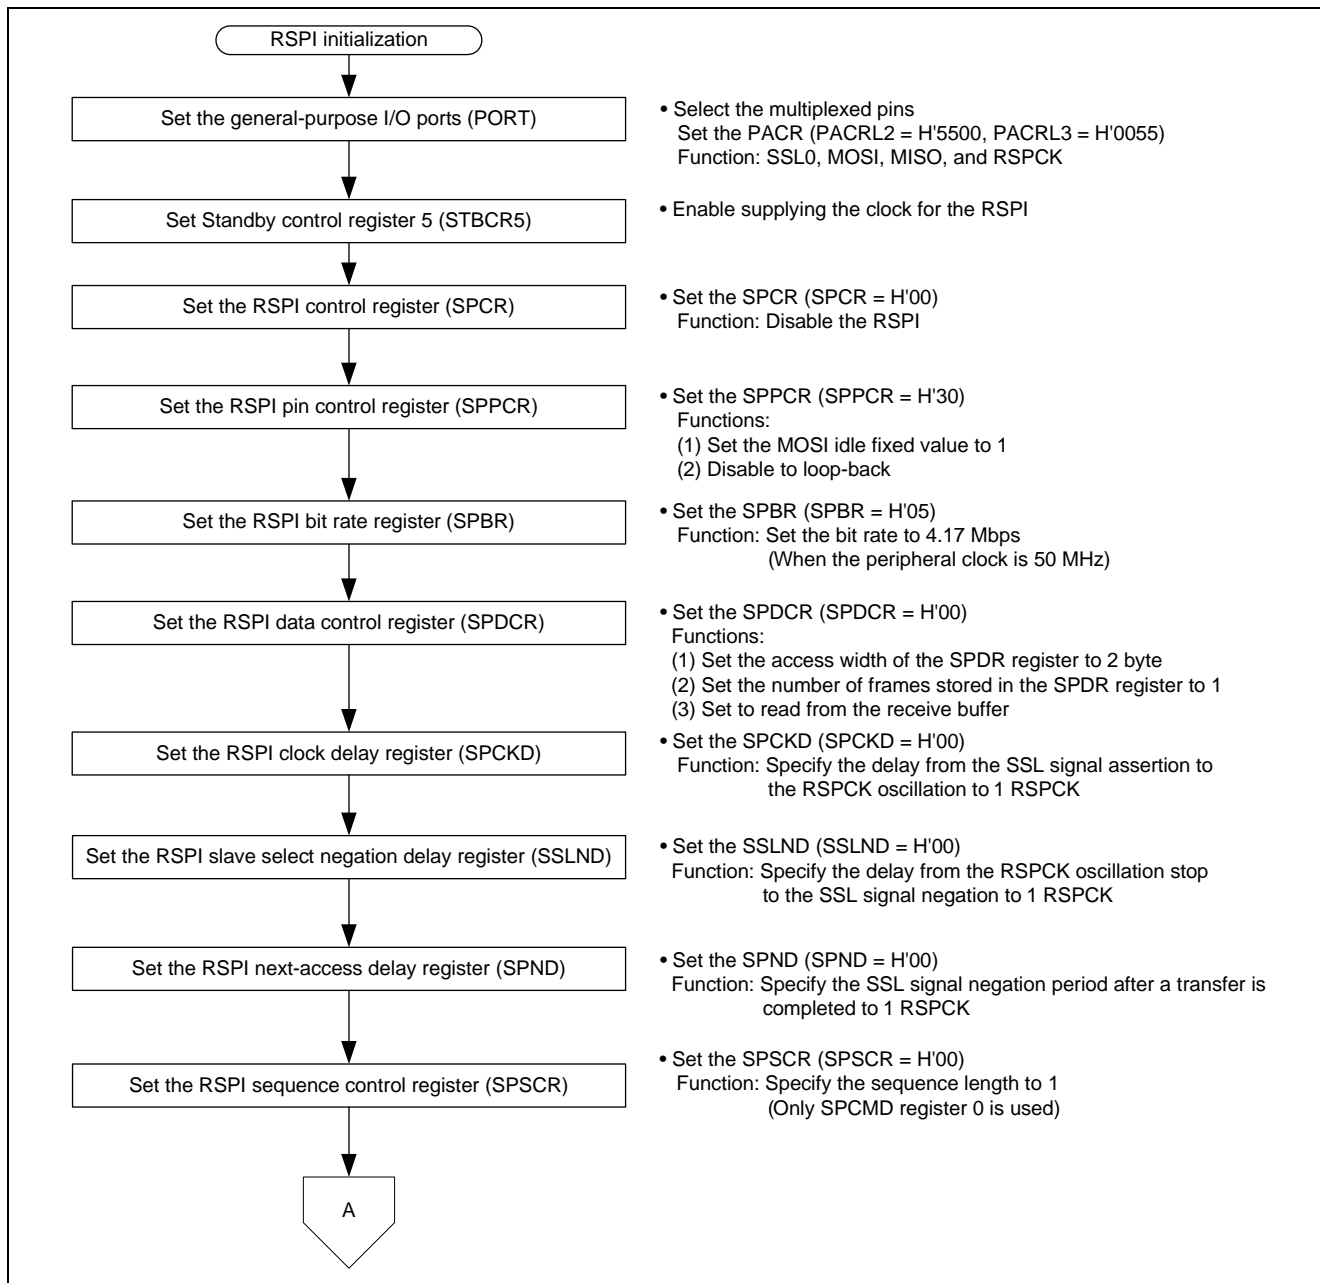 RSPI initialization
Set the general-purpose I/O ports (PORT)
• Select the multiplexed pins
Set the PACR (PACRL2 = H'5500, PACRL3 = H'0055)
Function: SSL0, MOSI, MISO, and RSPCK
Set Standby control register 5 (STBCR5)
• Enable supplying the clock for the RSPI
Set the RSPI control register (SPCR)
• Set the SPCR (SPCR = H'00)
Function: Disable the RSPI
Set the RSPI pin control register (SPPCR)
• Set the SPPCR (SPPCR = H'30)
Functions:
(1) Set the MOSI idle fixed value to 1
(2) Disable to loop-back
Set the RSPI bit rate register (SPBR)
• Set the SPBR (SPBR = H'05)
Function: Set the bit rate to 4.17 Mbps
(When the peripheral clock is 50 MHz)
Set the RSPI data control register (SPDCR)
• Set the SPDCR (SPDCR = H'00)
Functions:
(1) Set the access width of the SPDR register to 2 byte
(2) Set the number of frames stored in the SPDR register to 1
(3) Set to read from the receive buffer
Set the RSPI clock delay register (SPCKD)
• Set the SPCKD (SPCKD = H'00)
Function: Specify the delay from the SSL signal assertion to
the RSPCK oscillation to 1 RSPCK
Set the RSPI slave select negation delay register (SSLND)
• Set the SSLND (SSLND = H'00)
Function: Specify the delay from the RSPCK oscillation stop
to the SSL signal negation to 1 RSPCK
Set the RSPI next-access delay register (SPND)
• Set the SPND (SPND = H'00)
Function: Specify the SSL signal negation period after a transfer is
completed to 1 RSPCK
Set the RSPI sequence control register (SPSCR)
• Set the SPSCR (SPSCR = H'00)
Function: Specify the sequence length to 1
(Only SPCMD register 0 is used)
A